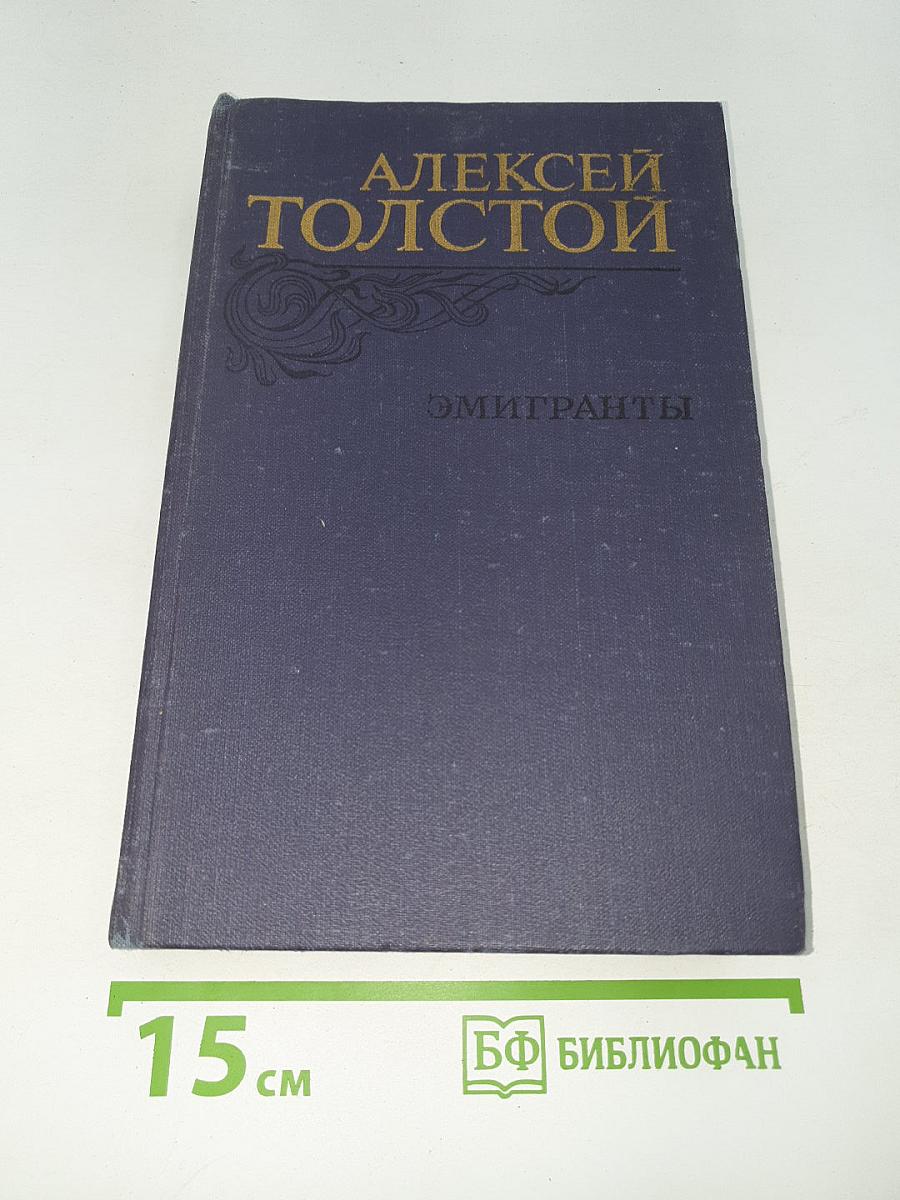 АЛЕКСЕЙ
ТОЛСТОЙ
ЭМИГРАНТЫ
15 см
БФ БИБЛИОФАН